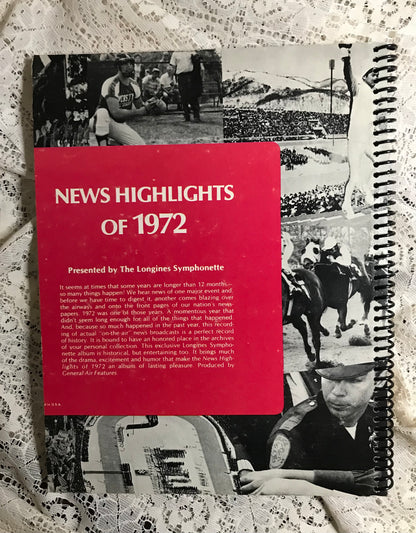 NEWS HIGHLIGHTS
OF 1972
Presented by The Longines Symphonette
It seems at times that some years are longer than 12 months—
so many things happen! We hear news of one major event and,
before we have time to digest it, another comes blazing over
the airways and onto the front pages of our nation's news-
papers. 1972 was one of those years. A momentous year that
didn't seem long enough for all of the things that happened.
And, because so much happened in the past year, this record-
ing of actual "on-the-air" news broadcasts is a perfect record
of history. It is bound to have an honored place in the archives
of your personal collection. This exclusive Longines Sympho-
nette album is historical, but entertaining too. It brings much
of the drama, excitement and humor that make the News High-
lights of 1972 an album of lasting pleasure. Produced by
General Air Features.